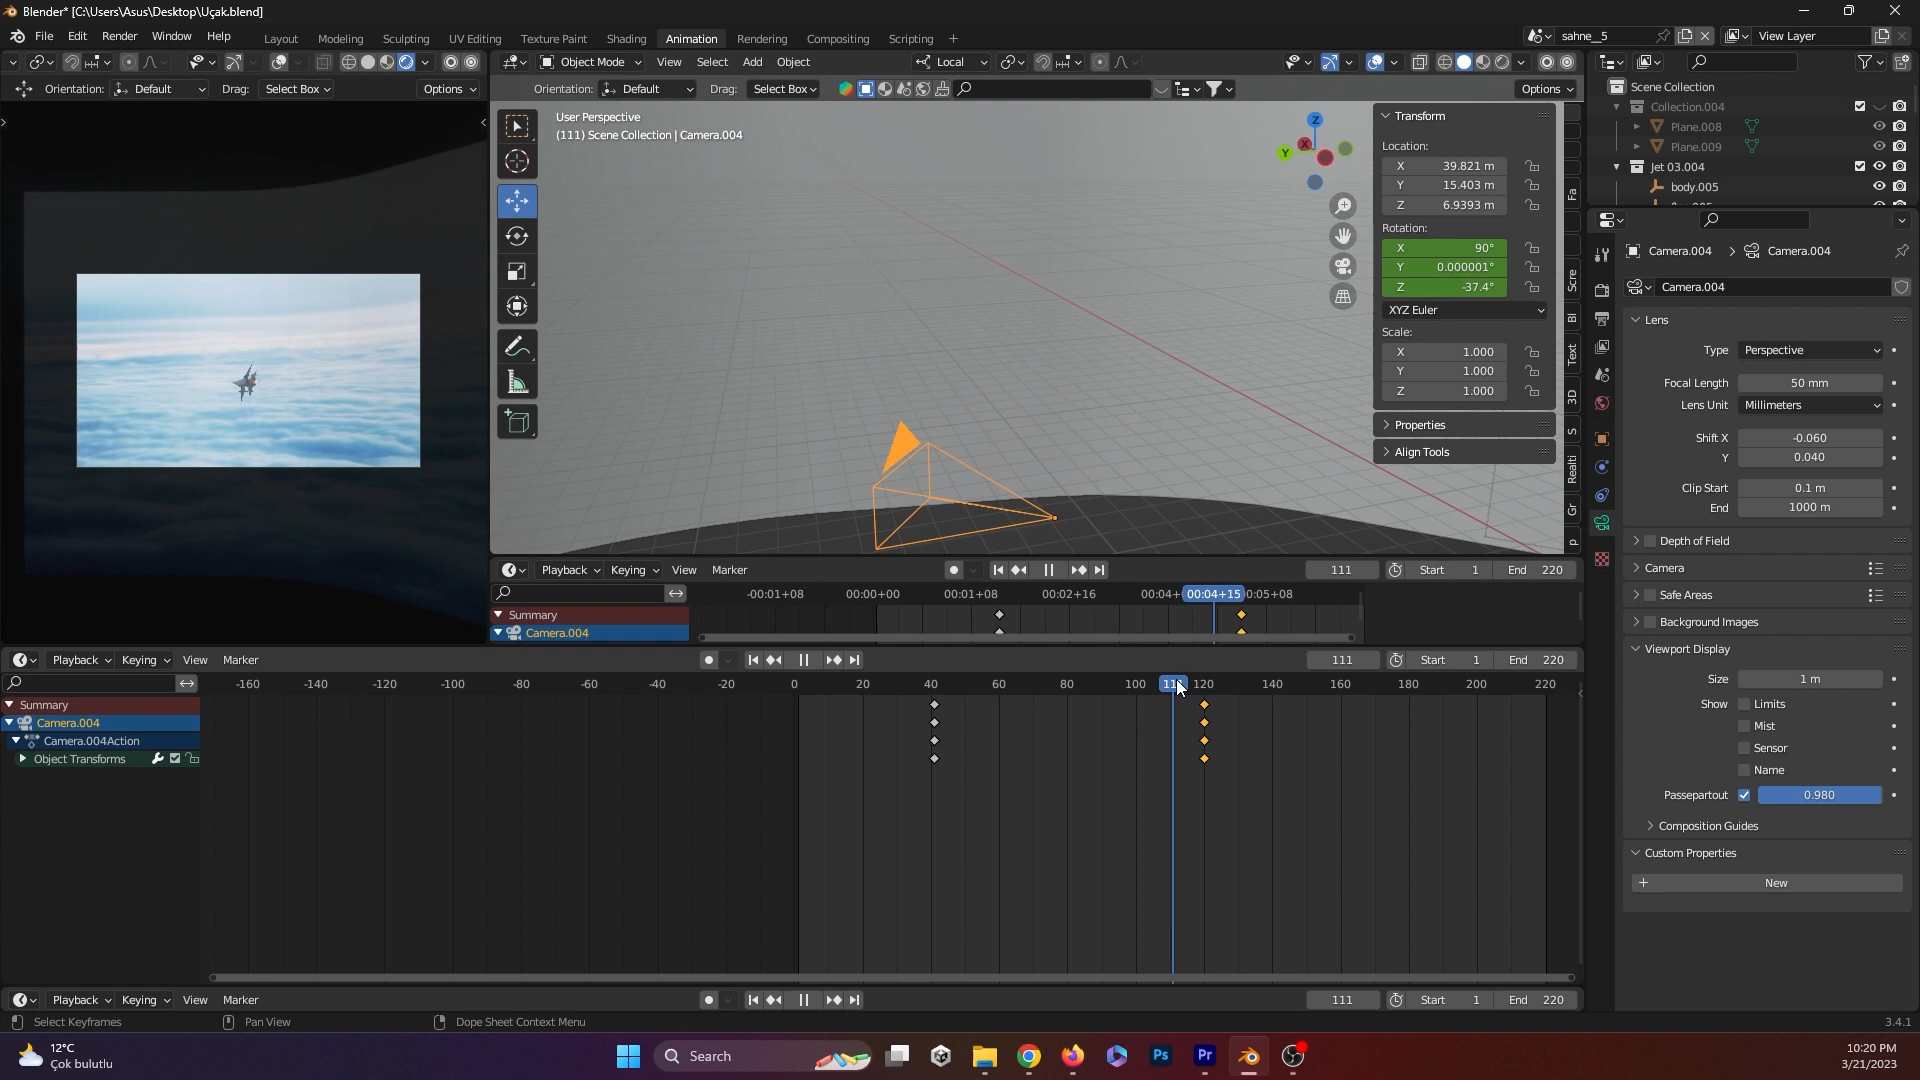 Blender* [C:\Users\Asus\Desktop\Uçak.blend]
File Edit Render Window Help Layout Modeling Sculpting UV Editing Texture Paint Shading Animation Rendering Compositing Scripting + sahne_5 View Layer
Object Mode View Select Add Object Local
Orientation: Default Drag: Select Box Options
Orientation: Default Drag: Select Box Options
Scene Collection
Collection.004
Plane.008
Plane.009
Jet 03.004
body.005
User Perspective
(111) Scene Collection | Camera.004
Z
Y
X
Transform
Location:
X 39.821 m
Y 15.403 m
Z 6.9393 m
Rotation:
X 90°
Y 0.000001°
Z -37.4°
XYZ Euler
Scale:
X 1.000
Y 1.000
Z 1.000
Properties
Align Tools
Fa
Scre
Bl
Text
3D
S
Realti
Gr
P
Camera.004 > Camera.004
Camera.004
Lens
Type Perspective
Focal Length 50 mm
Lens Unit Millimeters
Shift X -0.060
Y 0.040
Clip Start 0.1 m
End 1000 m
Depth of Field
Camera
Safe Areas
Background Images
Viewport Display
Size 1 m
Show Limits
Mist
Sensor
Name
Passepartout 0.980
Composition Guides
Custom Properties
+ New
Playback Keying View Marker 111 Start 1 End 220
-00:01+08 00:00+00 00:01+08 00:02+16 00:04+ 00:04+15 0:05+08
Summary
Camera.004
Playback Keying View Marker 111 Start 1 End 220
-160 -140 -120 -100 -80 -60 -40 -20 0 20 40 60 80 100 111 120 140 160 180 200 220
Summary
Camera.004
Camera.004Action
Object Transforms
Playback Keying View Marker 111 Start 1 End 220
Select Keyframes Pan View Dope Sheet Context Menu 3.4.1
12°C
Çok bulutlu
Search
Ps
Pr
10:20 PM
3/21/2023